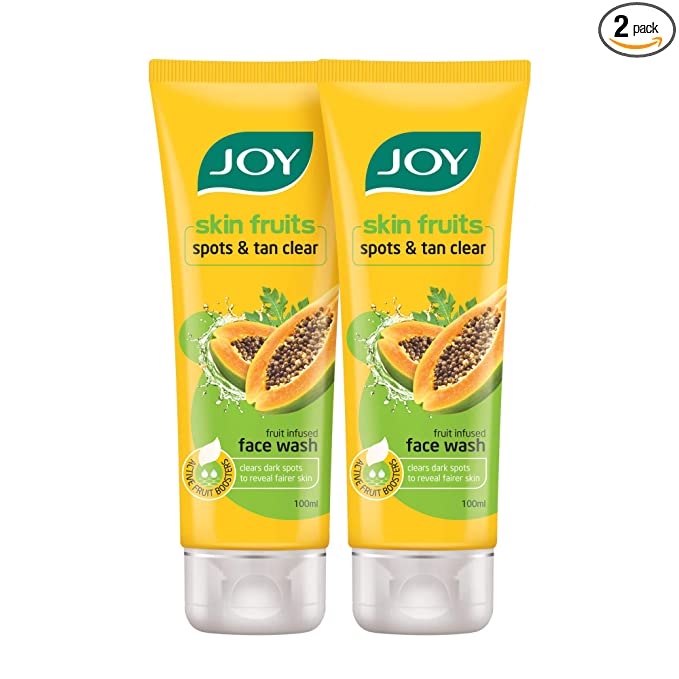 2 pack
JOY
skin fruits
spots & tan clear
fruit infused
face wash
clears dark spots
to reveal fairer skin
ACTIVE FRUIT BOOSTERS
100ml
JOY
skin fruits
spots & tan clear
fruit infused
face wash
clears dark spots
to reveal fairer skin
ACTIVE FRUIT BOOSTERS
100ml